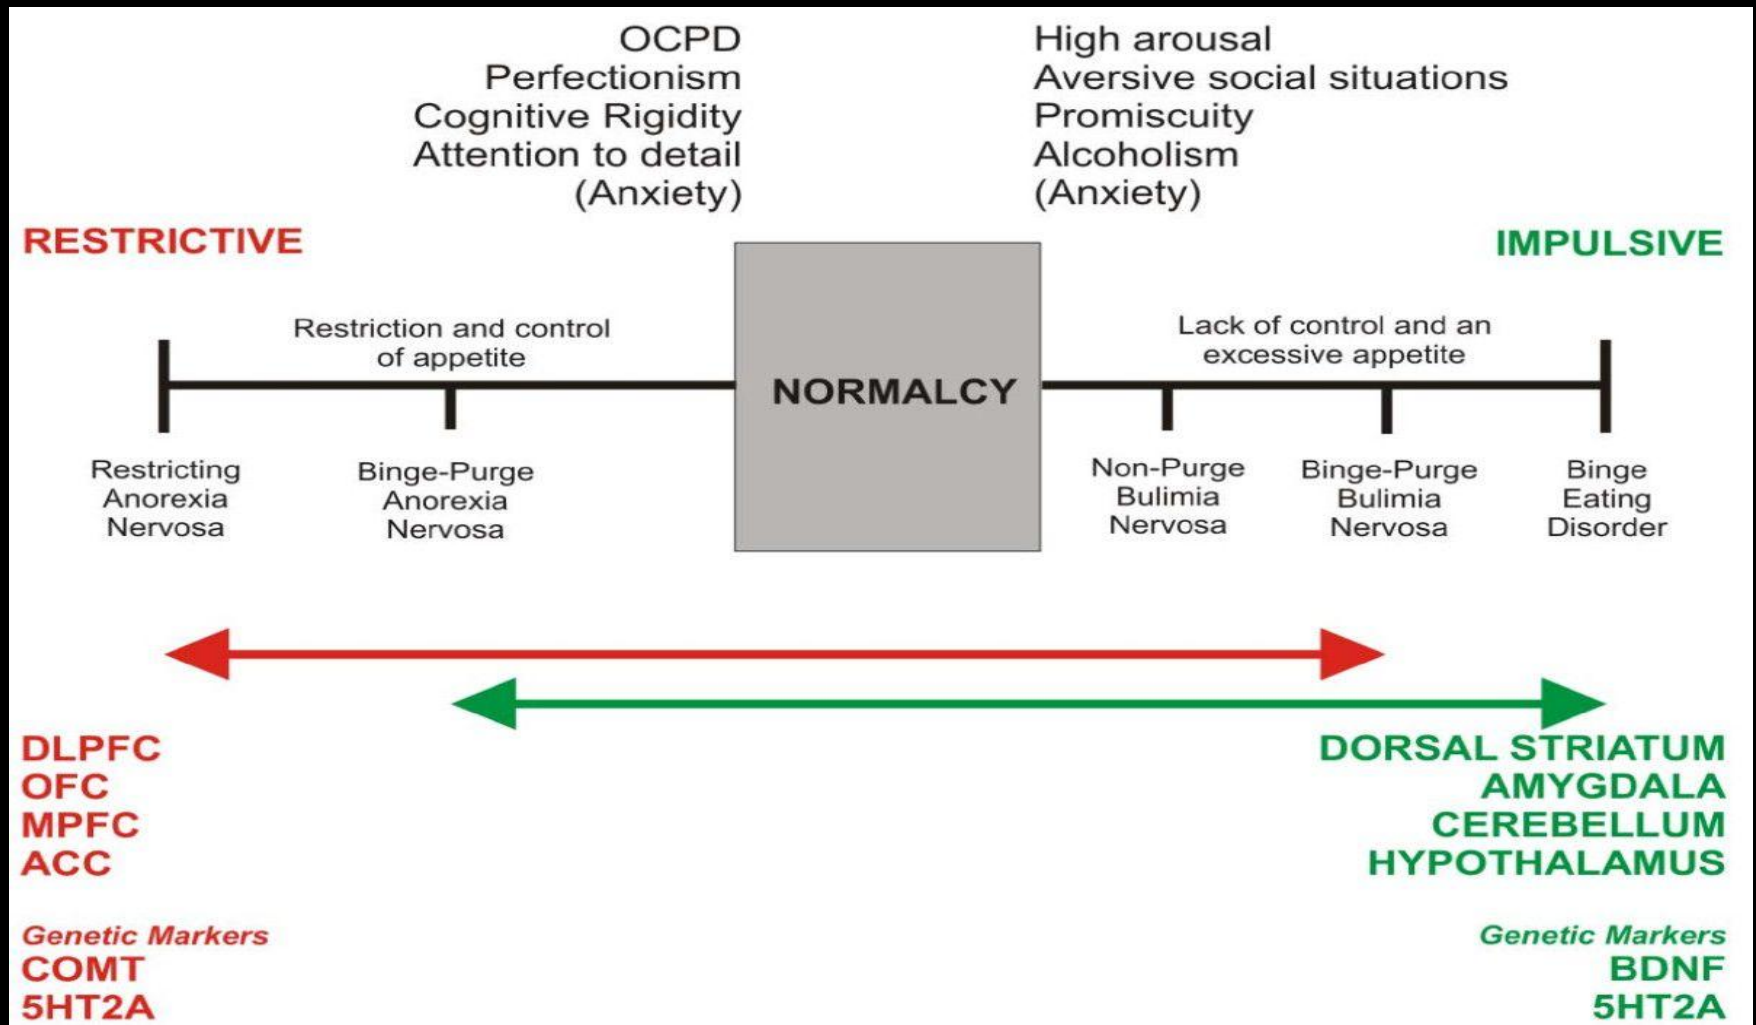 OCPD
Perfectionism
Cognitive Rigidity
Attention to detail
(Anxiety)
High arousal
Aversive social situations
Promiscuity
Alcoholism
(Anxiety)
RESTRICTIVE
IMPULSIVE
Restriction and control
of appetite
Lack of control and an
excessive appetite
NORMALCY
Restricting
Anorexia
Nervosa
Binge-Purge
Anorexia
Nervosa
Non-Purge
Bulimia
Nervosa
Binge-Purge
Bulimia
Nervosa
Binge
Eating
Disorder
DLPFC
OFC
MPFC
ACC
DORSAL STRIATUM
AMYGDALA
CEREBELLUM
HYPOTHALAMUS
Genetic Markers
COMT
5HT2A
Genetic Markers
BDNF
5HT2A